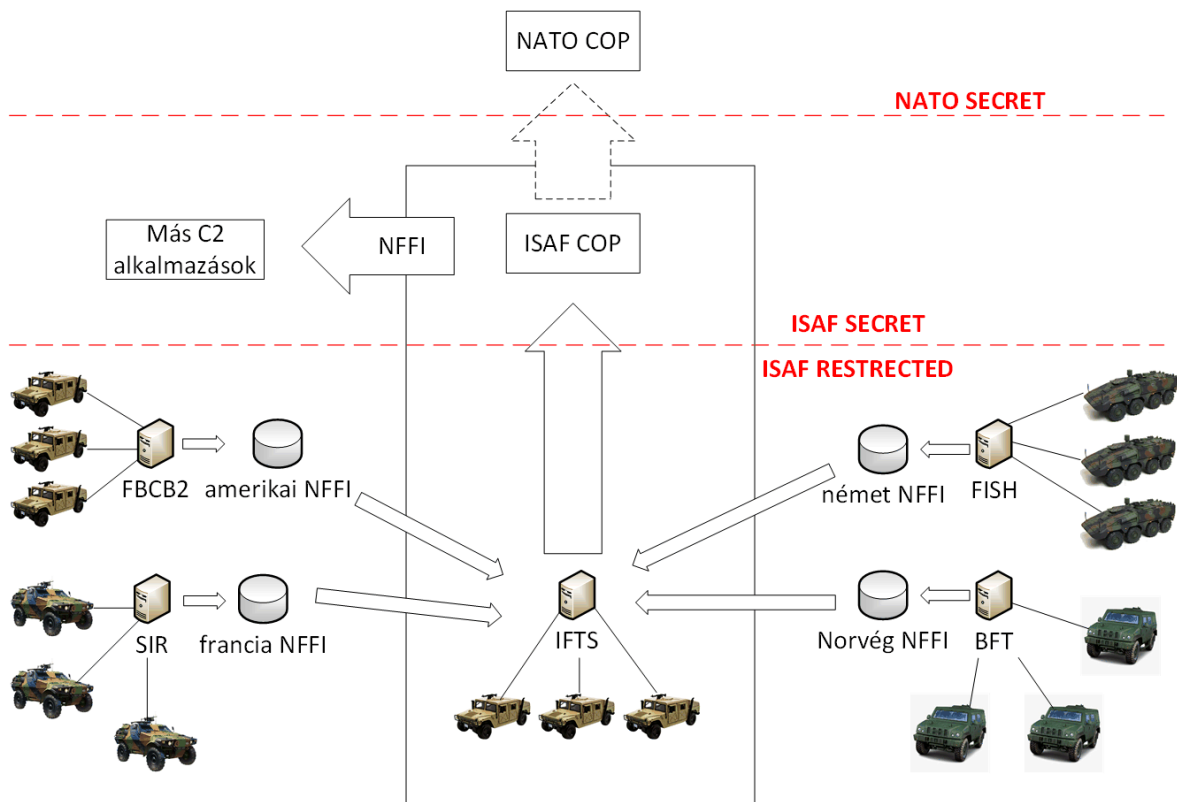 NATO COP
NATO SECRET
Más C2
alkalmazások
NFFI
ISAF COP
ISAF SECRET
ISAF RESTRECTED
FBCB2
amerikai NFFI
német NFFI
FISH
SIR
francia NFFI
IFTS
Norvég NFFI
BFT